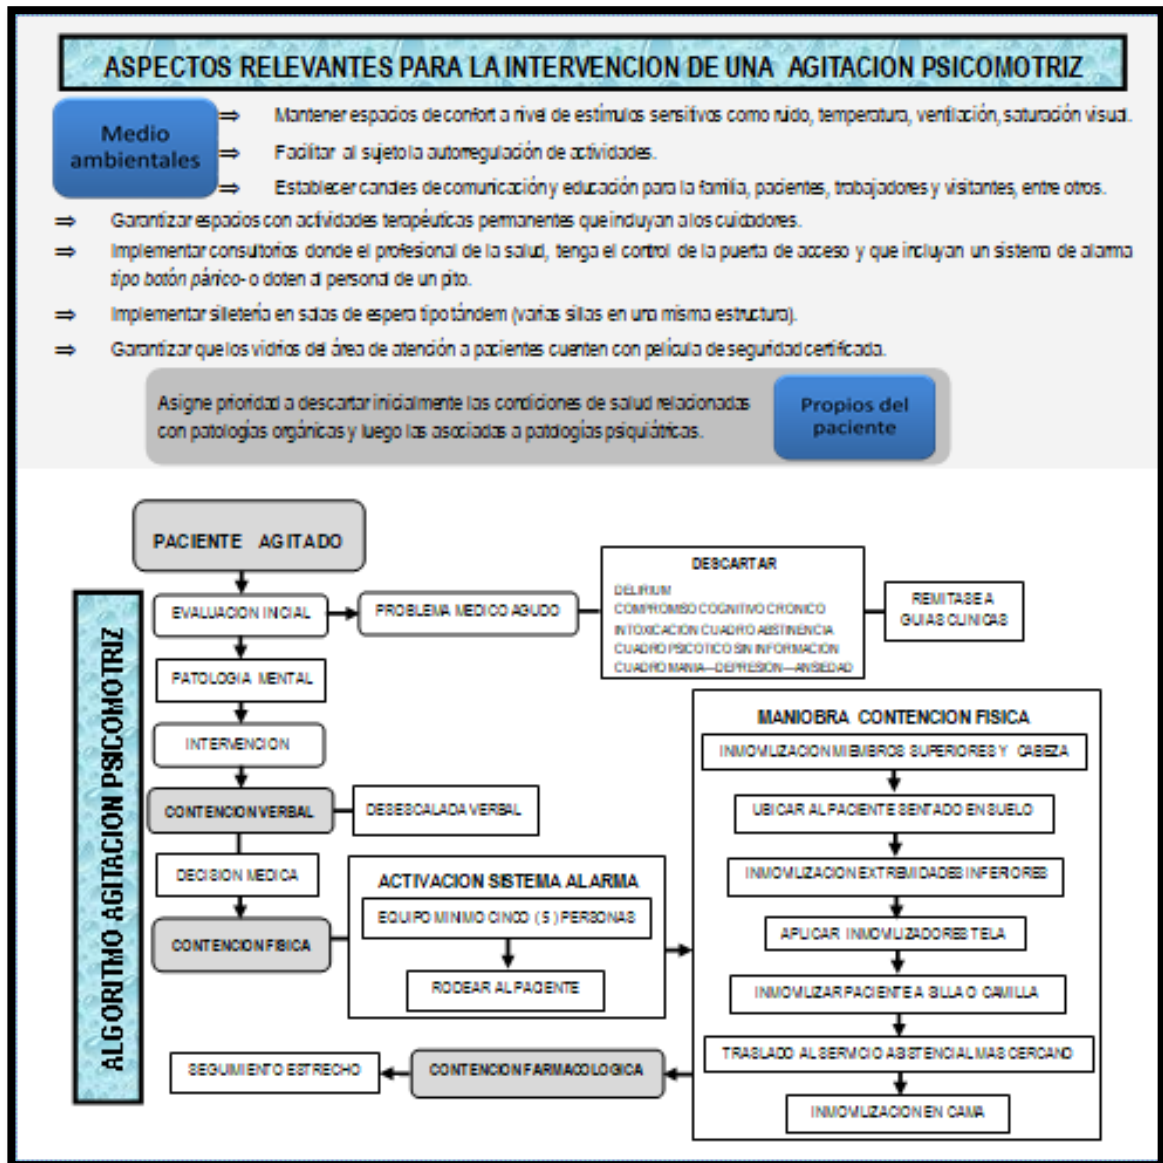 ASPECTOS RELEVANTES PARA LA INTERVENCION DE UNA AGITACION PSICOMOTRIZ
Medio
ambientales
⇒ Mantener espacios de confort a nivel de estímulos sensitivos como ruido, temperatura, ventilación, saturación visual.
⇒ Facilitar al sujeto la autorregulación de actividades.
⇒ Establecer canales de comunicación y educación para la familia, pacientes, trabajadores y visitantes, entre otros.
⇒ Garantizar espacios con actividades terapéuticas permanentes que incluyan a los cuidadores.
⇒ Implementar consultorios donde el profesional de la salud, tenga el control de la puerta de acceso y que incluyan un sistema de alarma
tipo botón párico- o doten al personal de un pito.
⇒ Implementar silletería en salas de espera tipo tándem (varias sillas en una misma estructura).
⇒ Garantizar que los vidrios del área de atención a pacientes cuenten con película de seguridad certificada.
Asigne prioridad a descartar inicialmente las condiciones de salud relacionadas
con patologías orgánicas y luego las asociadas a patologías psiquiátricas.
Propios del
paciente
ALGORITMO AGITACION PSICOMOTRIZ
PACIENTE AGITADO
EVALUACION INICIAL
PROBLEMA MEDICO AGUDO
DESCARTAR
DELIRIUM
COMPROMISO COGNITIVO CRONICO
INTOXICACION CUADRO ABSTINENCIA
CUADRO PSICOTICO SIN INFORMACION
CUADRO MANIA—DEPRESION—ANSIEDAD
REMITASE A
GUIAS CLINICAS
PATOLOGIA MENTAL
INTERVENCION
CONTENCION VERBAL
DESESCALADA VERBAL
DECISION MEDICA
CONTENCION FISICA
ACTIVACION SISTEMA ALARMA
EQUIPO MINIMO CINCO ( 5 ) PERSONAS
RODEAR AL PACIENTE
MANIOBRA CONTENCION FISICA
INMOVILIZACION MIEMBROS SUPERIORES Y CABEZA
UBICAR AL PACIENTE SENTADO EN SUELO
INMOVILIZACION EXTREMIDADES INFERIORES
APLICAR INMOVILIZADORES TELA
INMOVILIZAR PACIENTE A SILLA O CAMILLA
TRASLADO AL SERVICIO ASISTENCIAL MAS CERCANO
INMOVILIZACION EN CAMA
CONTENCION FARMACOLOGICA
SEGUIMIENTO ESTRECHO